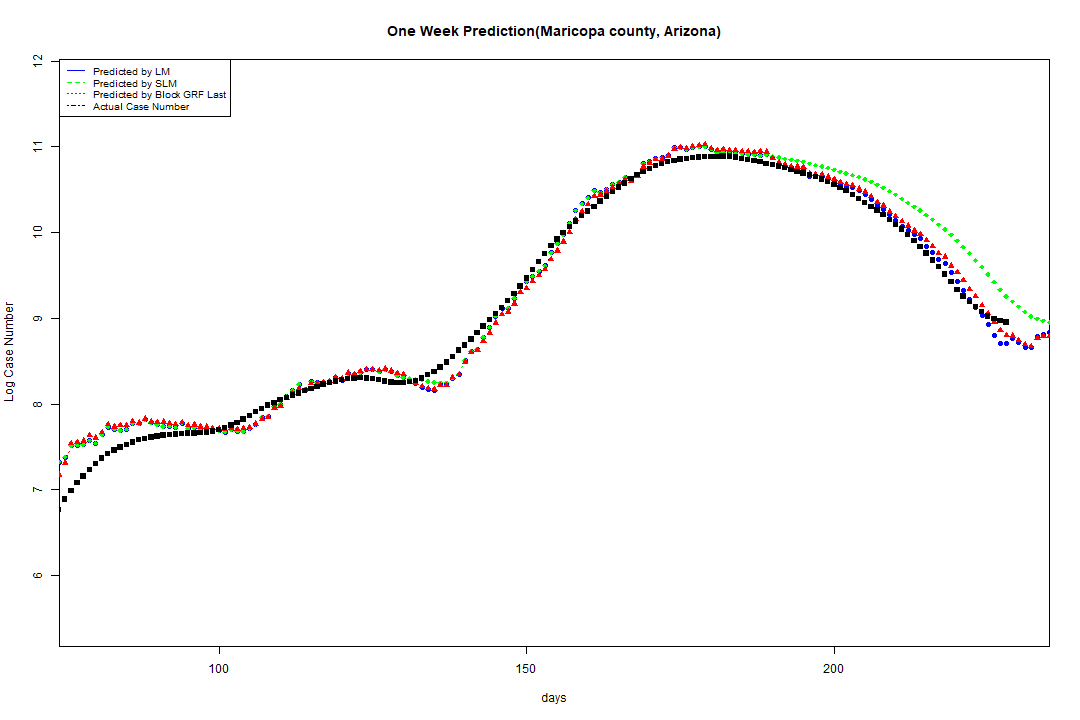 One Week Prediction(Maricopa county, Arizona)
Predicted by LM
Predicted by SLM
Predicted by Block GRF Last
Actual Case Number
12
11
10
9
8
7
6
Log Case Number
100 150 200
days